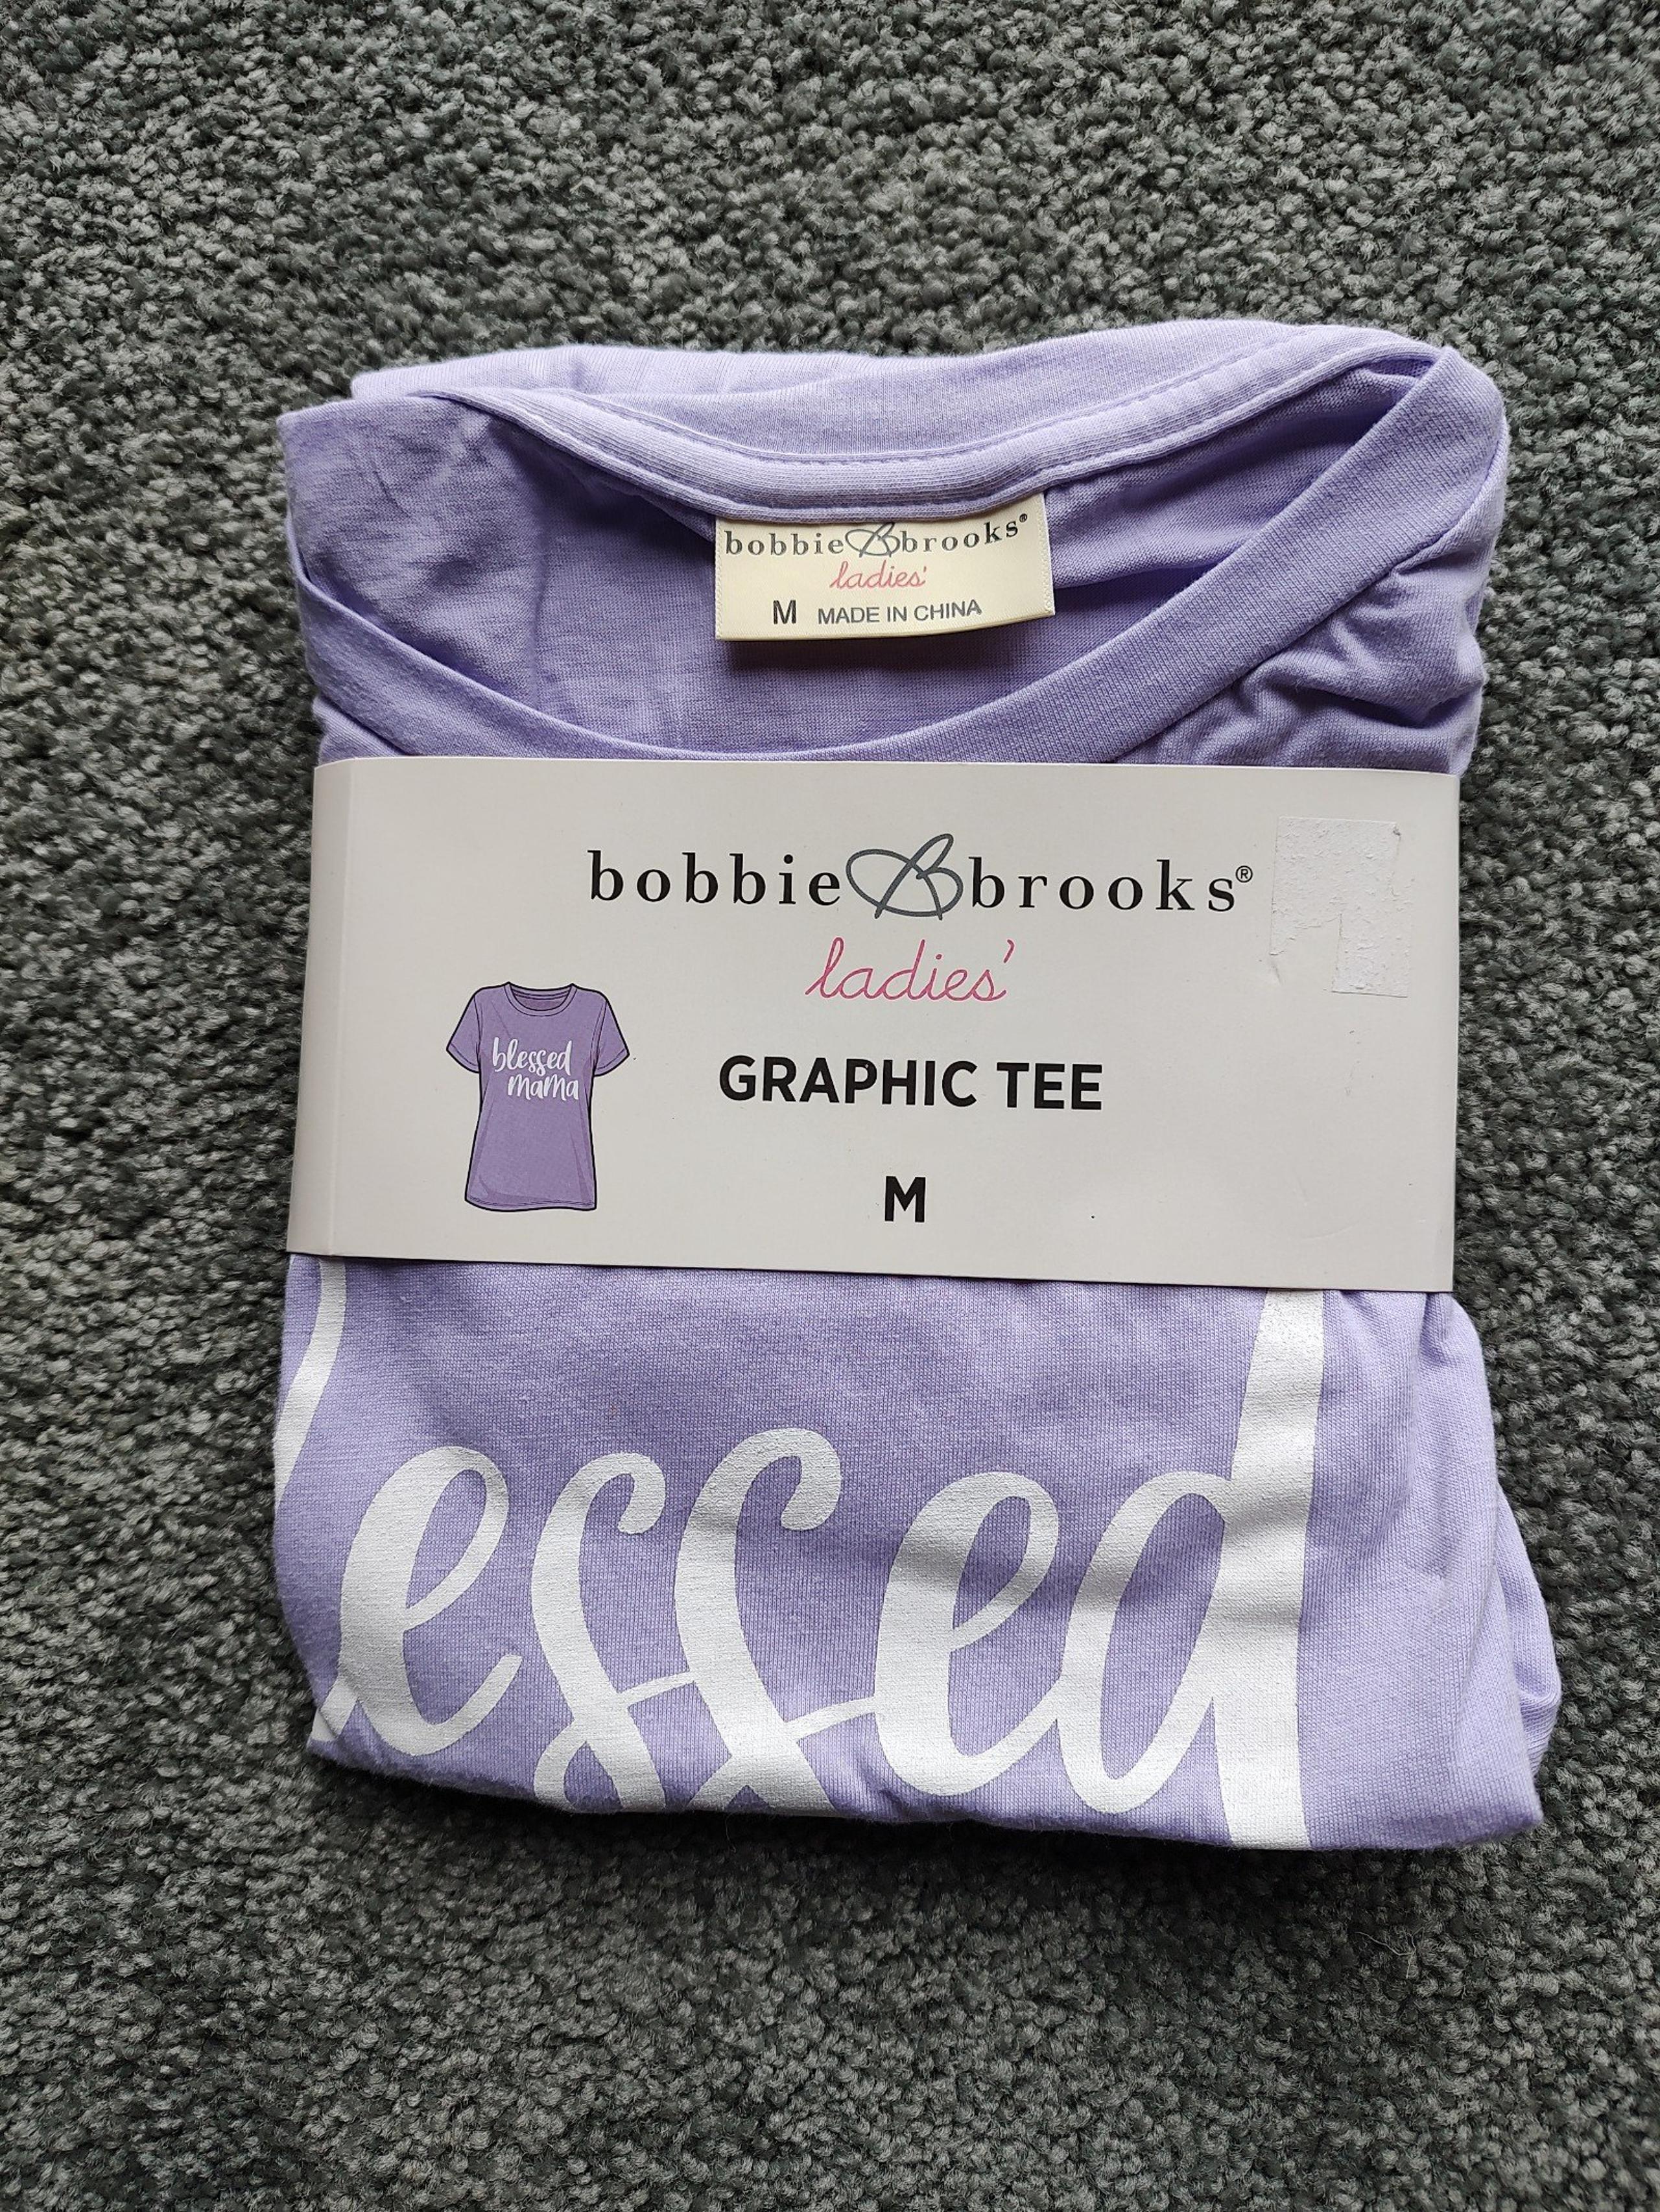 bobbie B brooks®
ladies'
M MADE IN CHINA
bobbie B brooks®
ladies'
blessed
mama
GRAPHIC TEE
M
lessed